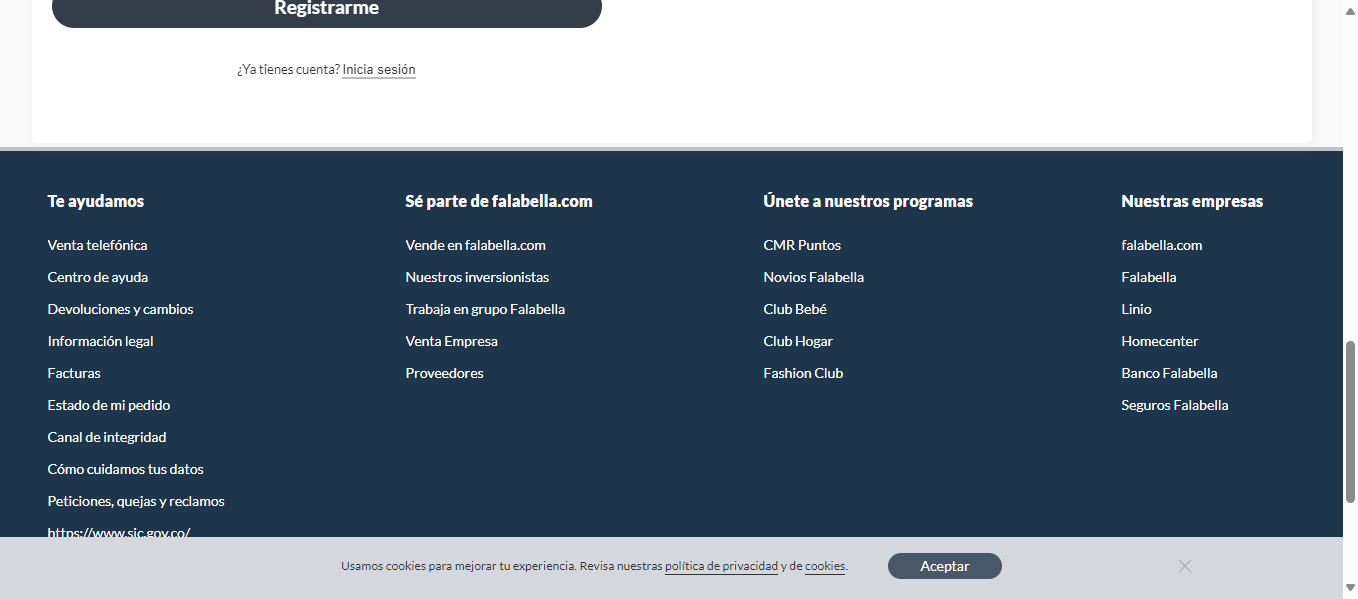 Registrarme
¿Ya tienes cuenta? Inicia sesión
Te ayudamos
Venta telefónica
Centro de ayuda
Devoluciones y cambios
Información legal
Facturas
Estado de mi pedido
Canal de integridad
Cómo cuidamos tus datos
Peticiones, quejas y reclamos
https://www.sic.gov.co/
Sé parte de falabella.com
Vende en falabella.com
Nuestros inversionistas
Trabaja en grupo Falabella
Venta Empresa
Proveedores
Únete a nuestros programas
CMR Puntos
Novios Falabella
Club Bebé
Club Hogar
Fashion Club
Nuestras empresas
falabella.com
Falabella
Linio
Homecenter
Banco Falabella
Seguros Falabella
Usamos cookies para mejorar tu experiencia. Revisa nuestras política de privacidad y de cookies.
Aceptar